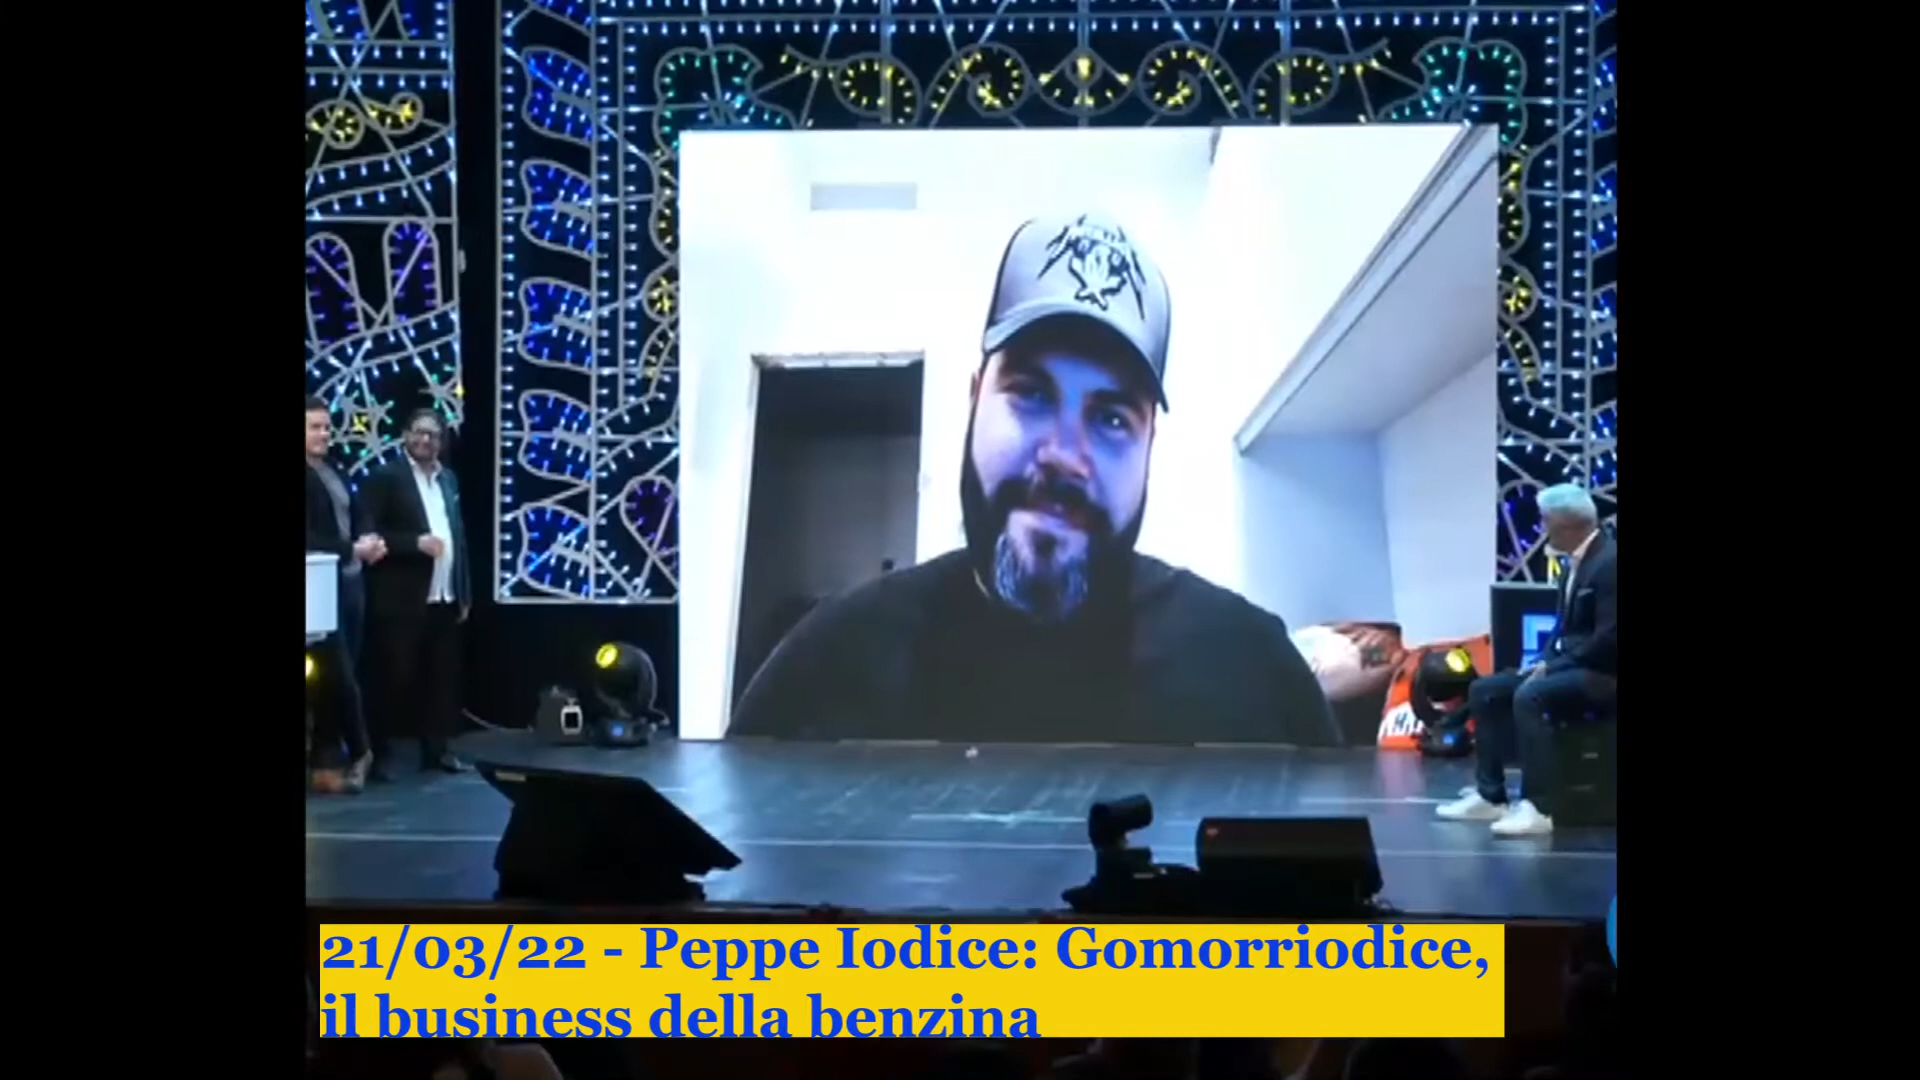 21/03/22 - Peppe Iodice: Gomorriodice,
il business della benzina